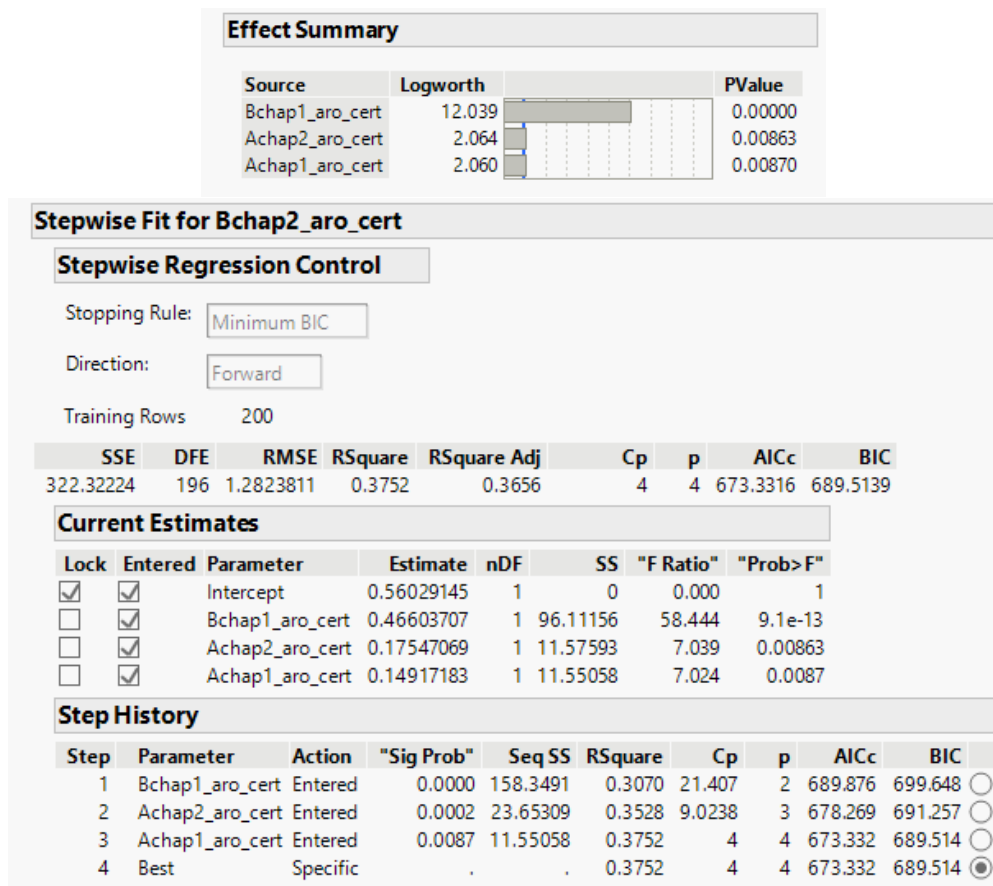 Effect Summary
Source Logworth PValue
Bchap1_aro_cert 12.039 0.00000
Achap2_aro_cert 2.064 0.00863
Achap1_aro_cert 2.060 0.00870
Stepwise Fit for Bchap2_aro_cert
Stepwise Regression Control
Stopping Rule: Minimum BIC
Direction: Forward
Training Rows 200
SSE DFE RMSE RSquare RSquare Adj Cp p AICc BIC
322.32224 196 1.2823811 0.3752 0.3656 4 4 673.3316 689.5139
Current Estimates
Lock Entered Parameter Estimate nDF SS "F Ratio" "Prob>F"
Intercept 0.56029145 1 0 0.000 1
Bchap1_aro_cert 0.46603707 1 96.11156 58.444 9.1e-13
Achap2_aro_cert 0.17547069 1 11.57593 7.039 0.00863
Achap1_aro_cert 0.14917183 1 11.55058 7.024 0.0087
Step History
Step Parameter Action "Sig Prob" Seq SS RSquare Cp p AICc BIC
1 Bchap1_aro_cert Entered 0.0000 158.3491 0.3070 21.407 2 689.876 699.648
2 Achap2_aro_cert Entered 0.0002 23.65309 0.3528 9.0238 3 678.269 691.257
3 Achap1_aro_cert Entered 0.0087 11.55058 0.3752 4 4 673.332 689.514
4 Best Specific . . 0.3752 4 4 673.332 689.514